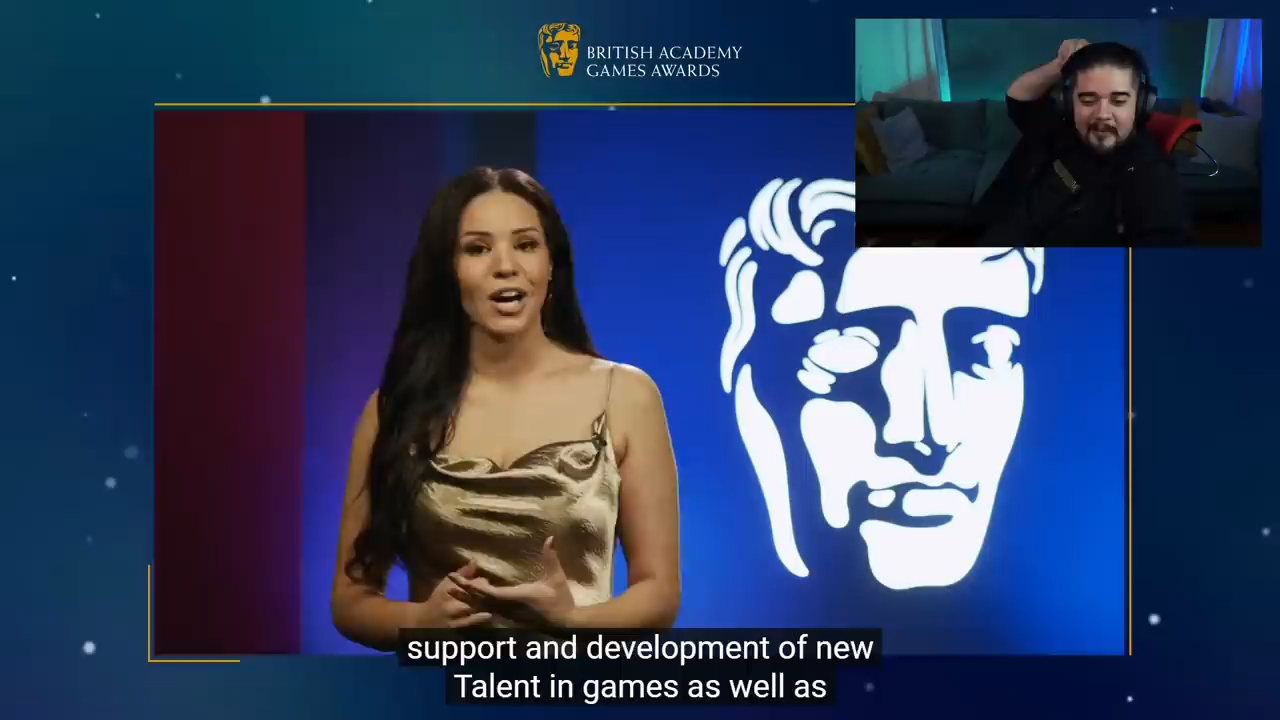 BRITISH ACADEMY
GAMES AWARDS
support and development of new
Talent in games as well as